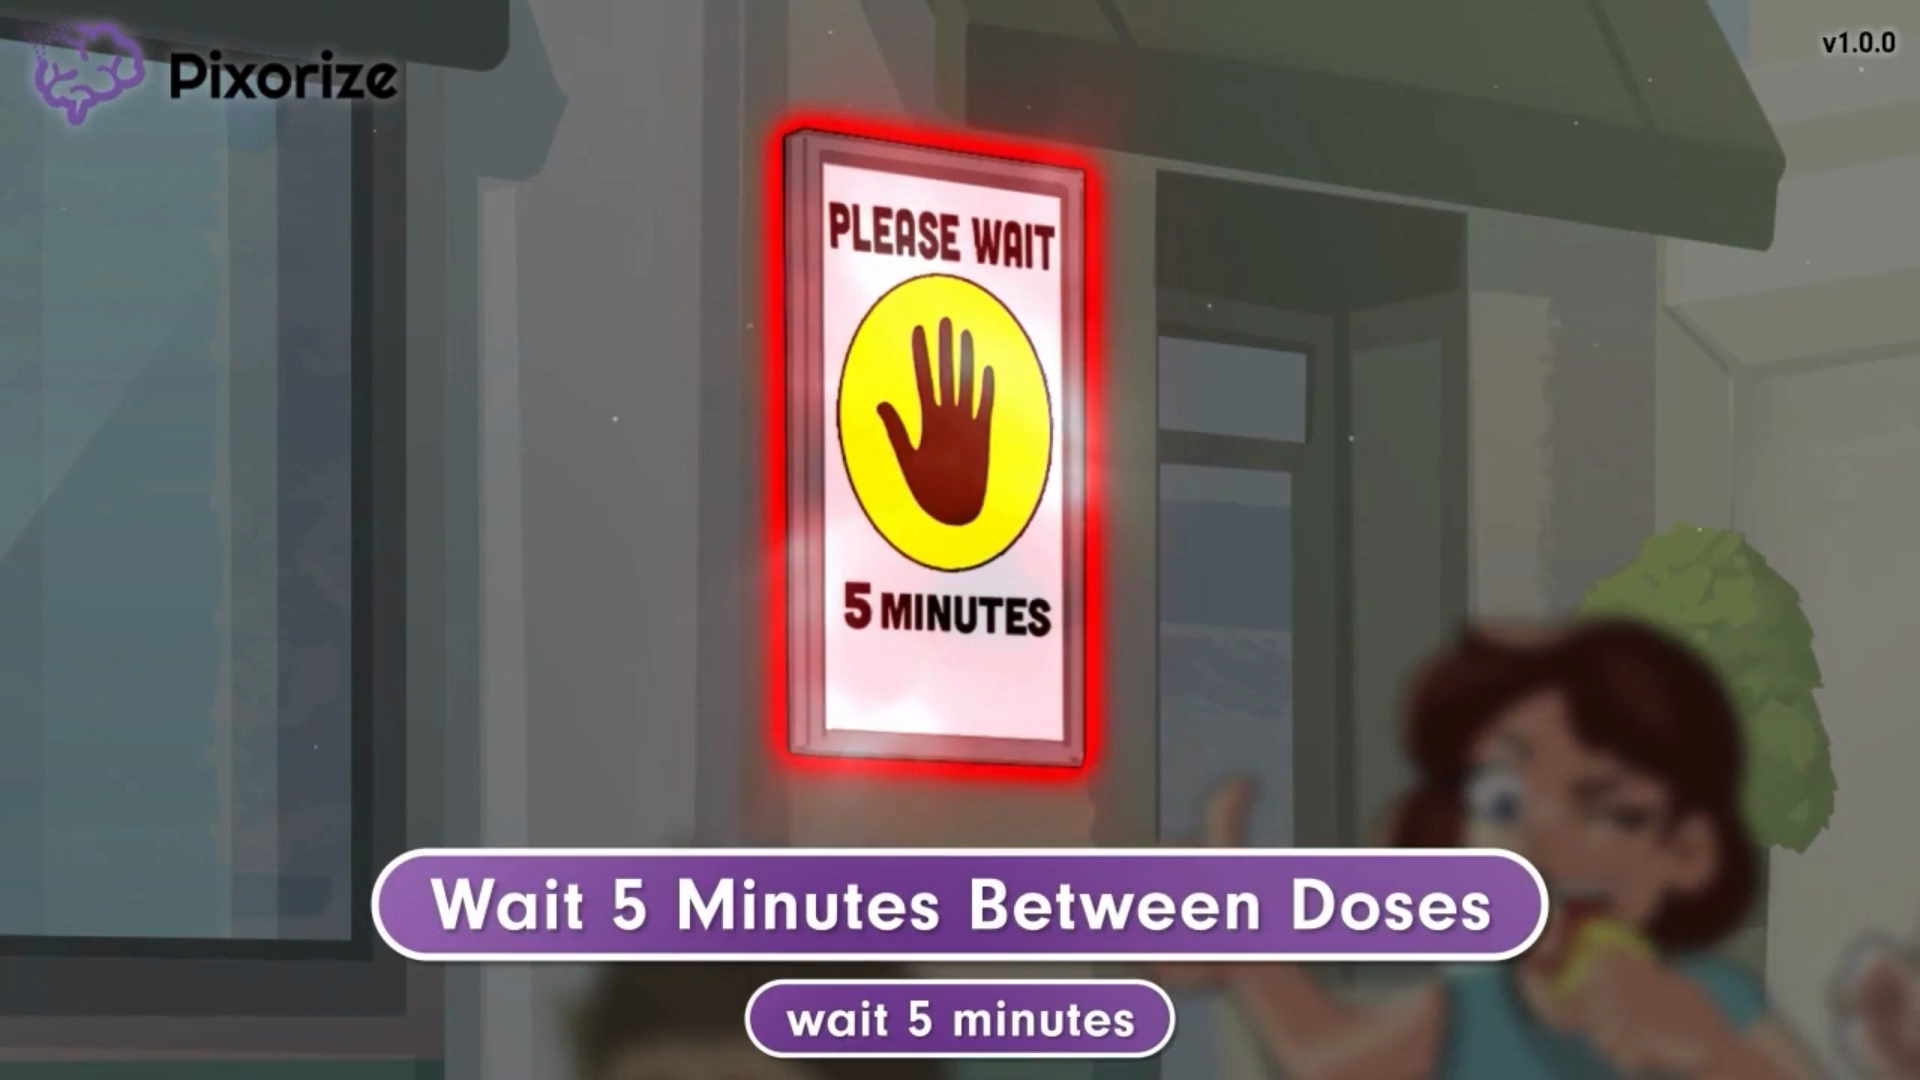 Pixorize
v1.0.0
PLEASE WAIT
5 MINUTES
Wait 5 Minutes Between Doses
wait 5 minutes